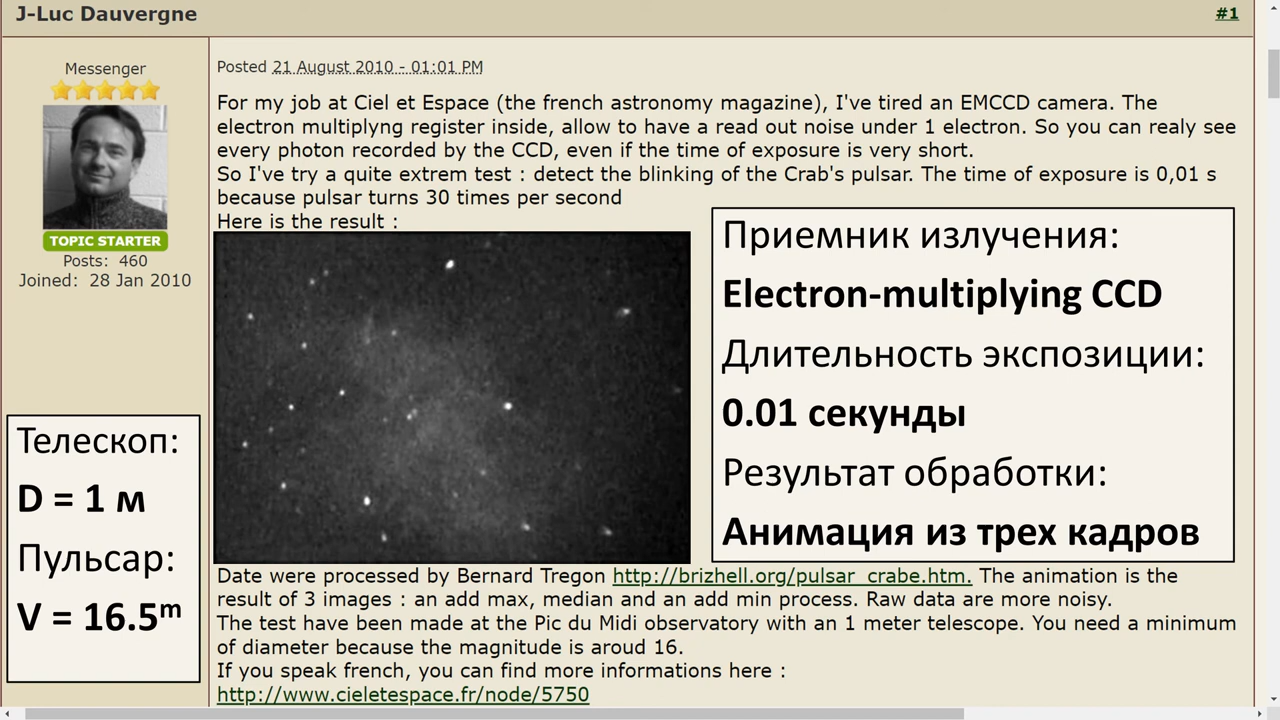 J-Luc Dauvergne
#1
Messenger
TOPIC STARTER
Posts: 460
Joined: 28 Jan 2010
Posted 21 August 2010 - 01:01 PM
For my job at Ciel et Espace (the french astronomy magazine), I've tired an EMCCD camera. The
electron multiplyng register inside, allow to have a read out noise under 1 electron. So you can realy see
every photon recorded by the CCD, even if the time of exposure is very short.
So I've try a quite extrem test : detect the blinking of the Crab's pulsar. The time of exposure is 0,01 s
because pulsar turns 30 times per second
Here is the result :
Приемник излучения:
Electron-multiplying CCD
Длительность экспозиции:
0.01 секунды
Результат обработки:
Анимация из трех кадров
Телескоп:
D = 1 м
Пульсар:
V = 16.5ᵐ
Date were processed by Bernard Tregon http://brizhell.org/pulsar_crabe.htm. The animation is the
result of 3 images : an add max, median and an add min process. Raw data are more noisy.
The test have been made at the Pic du Midi observatory with an 1 meter telescope. You need a minimum
of diameter because the magnitude is aroud 16.
If you speak french, you can find more informations here :
http://www.cieletespace.fr/node/5750